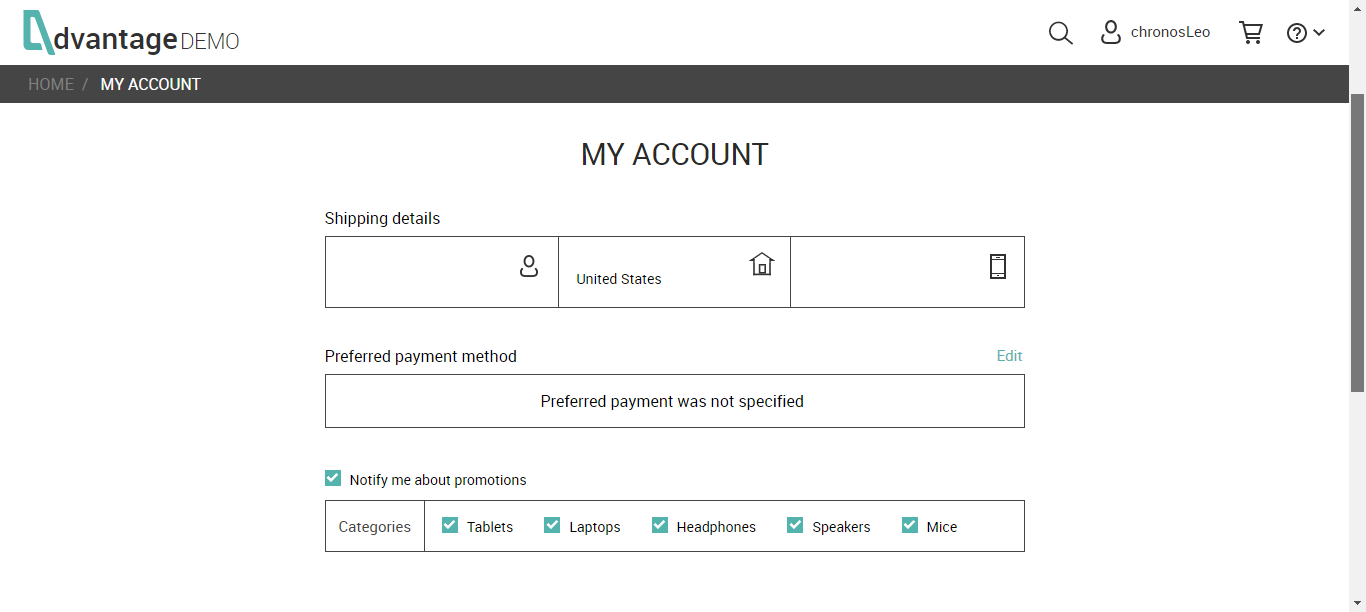 dvantage DEMO
chronosLeo
HOME / MY ACCOUNT
MY ACCOUNT
Shipping details
United States
Preferred payment method
Edit
Preferred payment was not specified
Notify me about promotions
Categories Tablets Laptops Headphones Speakers Mice